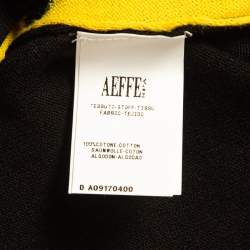 AEFFE
TESSUTO-STOFF-TISSU
FABRIC-TEJIDO
100%COTONE-COTTON
BAUMWOLLE-COTON
ALGODON-ALGODAO
D A09170400